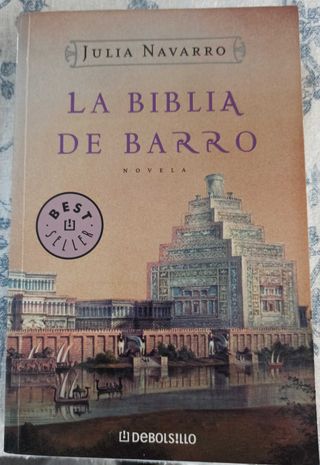 JULIA NAVARRO
LA BIBLIA
DE BARRO
NOVELA
BEST
SELLER
DEBOLSILLO